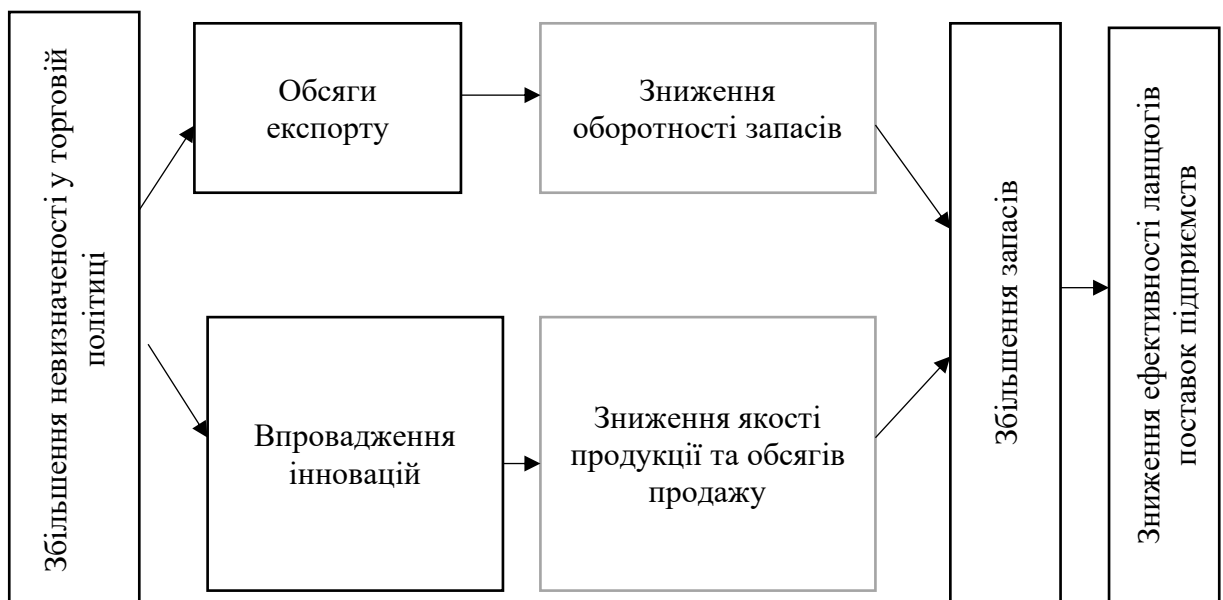 Збільшення невизначеності у торговій
політиці
Обсяги
експорту
Зниження
оборотності запасів
Впровадження
інновацій
Зниження якості
продукції та обсягів
продажу
Збільшення запасів
Зниження ефективності ланцюгів
поставок підприємств